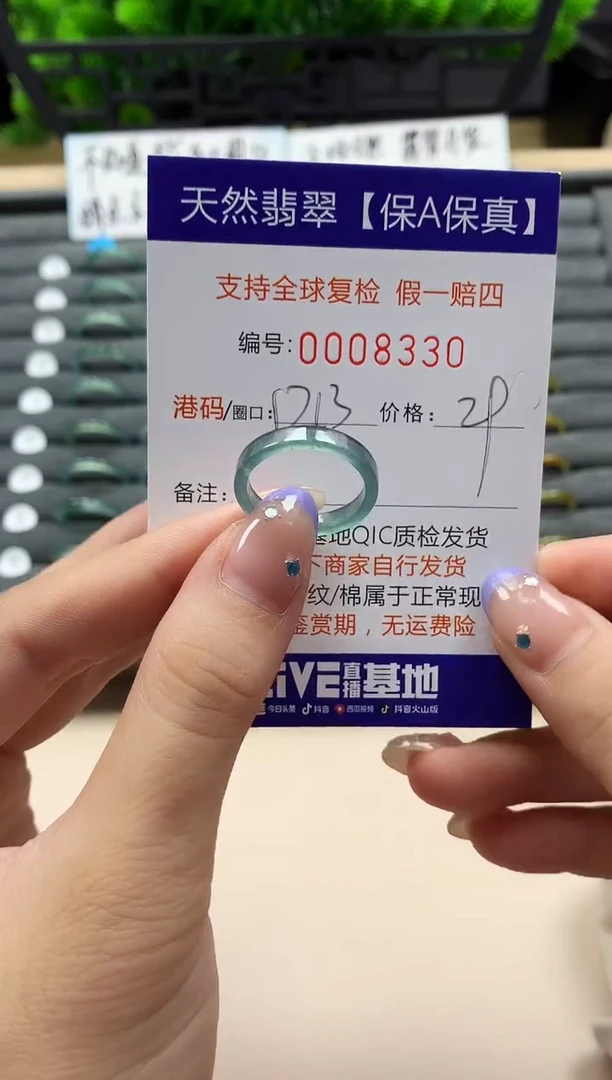 天然翡翠【保A保真】
支持全球复检 假一赔四
编号:0008330
港码/圈口: 价格:
备注:
基地QIC质检发货
下商家自行发货
纹/棉属于正常现
鉴赏期，无运费险
LiVE直播基地
今日头条 抖音 西瓜视频 抖音火山版